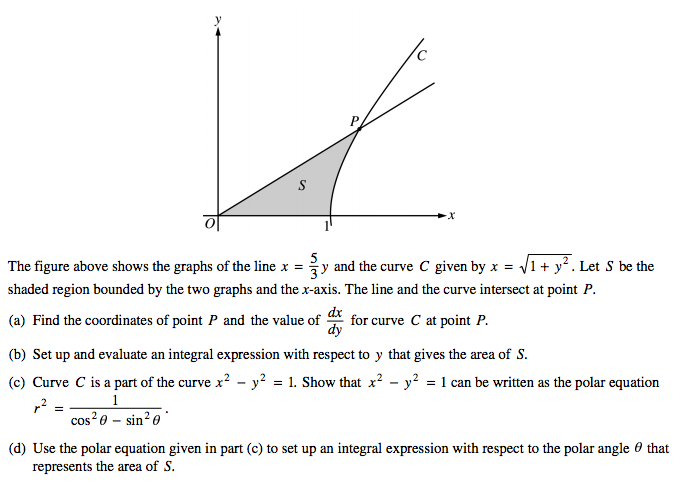 y
C
P
S
x
O
1
The figure above shows the graphs of the line x = 5/3 y and the curve C given by x = √(1 + y²). Let S be the
shaded region bounded by the two graphs and the x-axis. The line and the curve intersect at point P.
(a) Find the coordinates of point P and the value of dx/dy for curve C at point P.
(b) Set up and evaluate an integral expression with respect to y that gives the area of S.
(c) Curve C is a part of the curve x² − y² = 1. Show that x² − y² = 1 can be written as the polar equation
r² = 1/(cos² θ − sin² θ).
(d) Use the polar equation given in part (c) to set up an integral expression with respect to the polar angle θ that
represents the area of S.